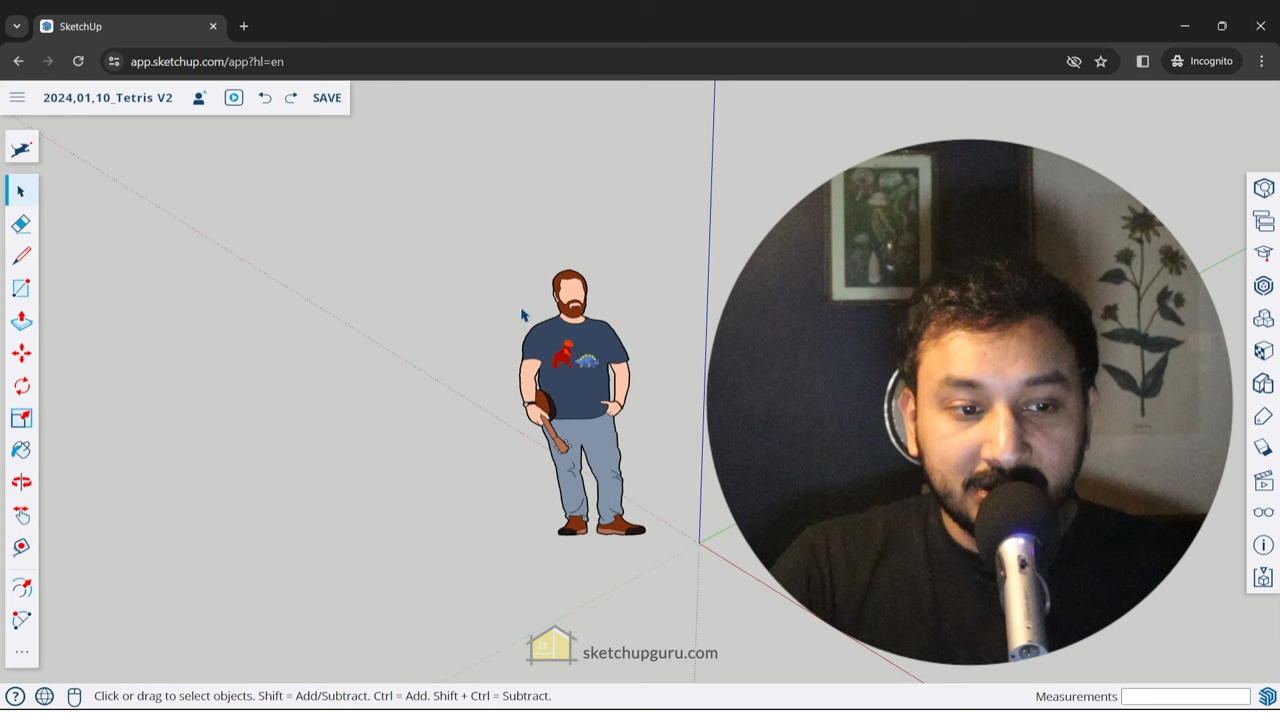 SketchUp
app.sketchup.com/app?hl=en
Incognito
2024,01,10_Tetris V2
SAVE
sketchupguru.com
Click or drag to select objects. Shift = Add/Subtract. Ctrl = Add. Shift + Ctrl = Subtract.
Measurements